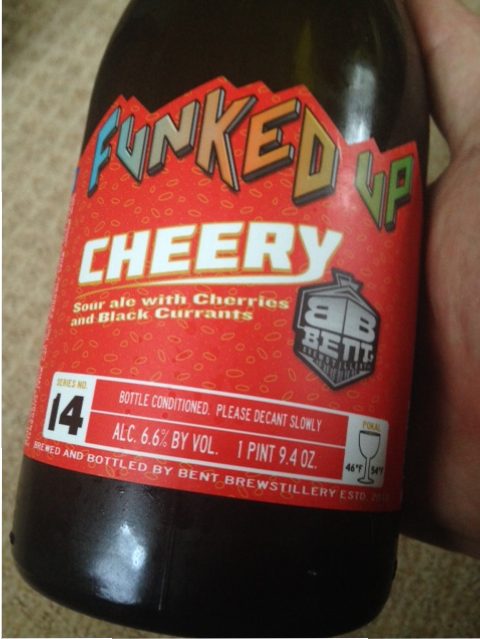 FUNKED UP
CHEERY
Sour ale with Cherries
and Black Currants
BB
BENT
BREWSTILLERY
SERIES NO.
14
BOTTLE CONDITIONED. PLEASE DECANT SLOWLY
ALC. 6.6% BY VOL. 1 PINT 9.4 OZ.
POKAL
46°F 54°F
BREWED AND BOTTLED BY BENT BREWSTILLERY ESTD.